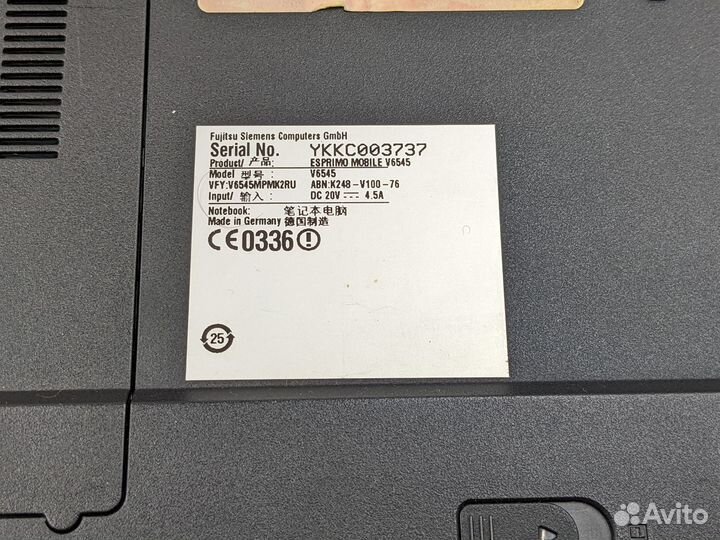 Fujitsu Siemens Computers GmbH
Serial No. YKKC003737
Product/ 产品: ESPRIMO MOBILE V6545
Model 型号: V6545
VFY:V6545MPMK2RU ABN:K248-V100-76
Input/ 输入: DC 20V ⎓ 4.5A
Notebook: 笔记本电脑
Made in Germany 德国制造
CE0336!
25
Avito